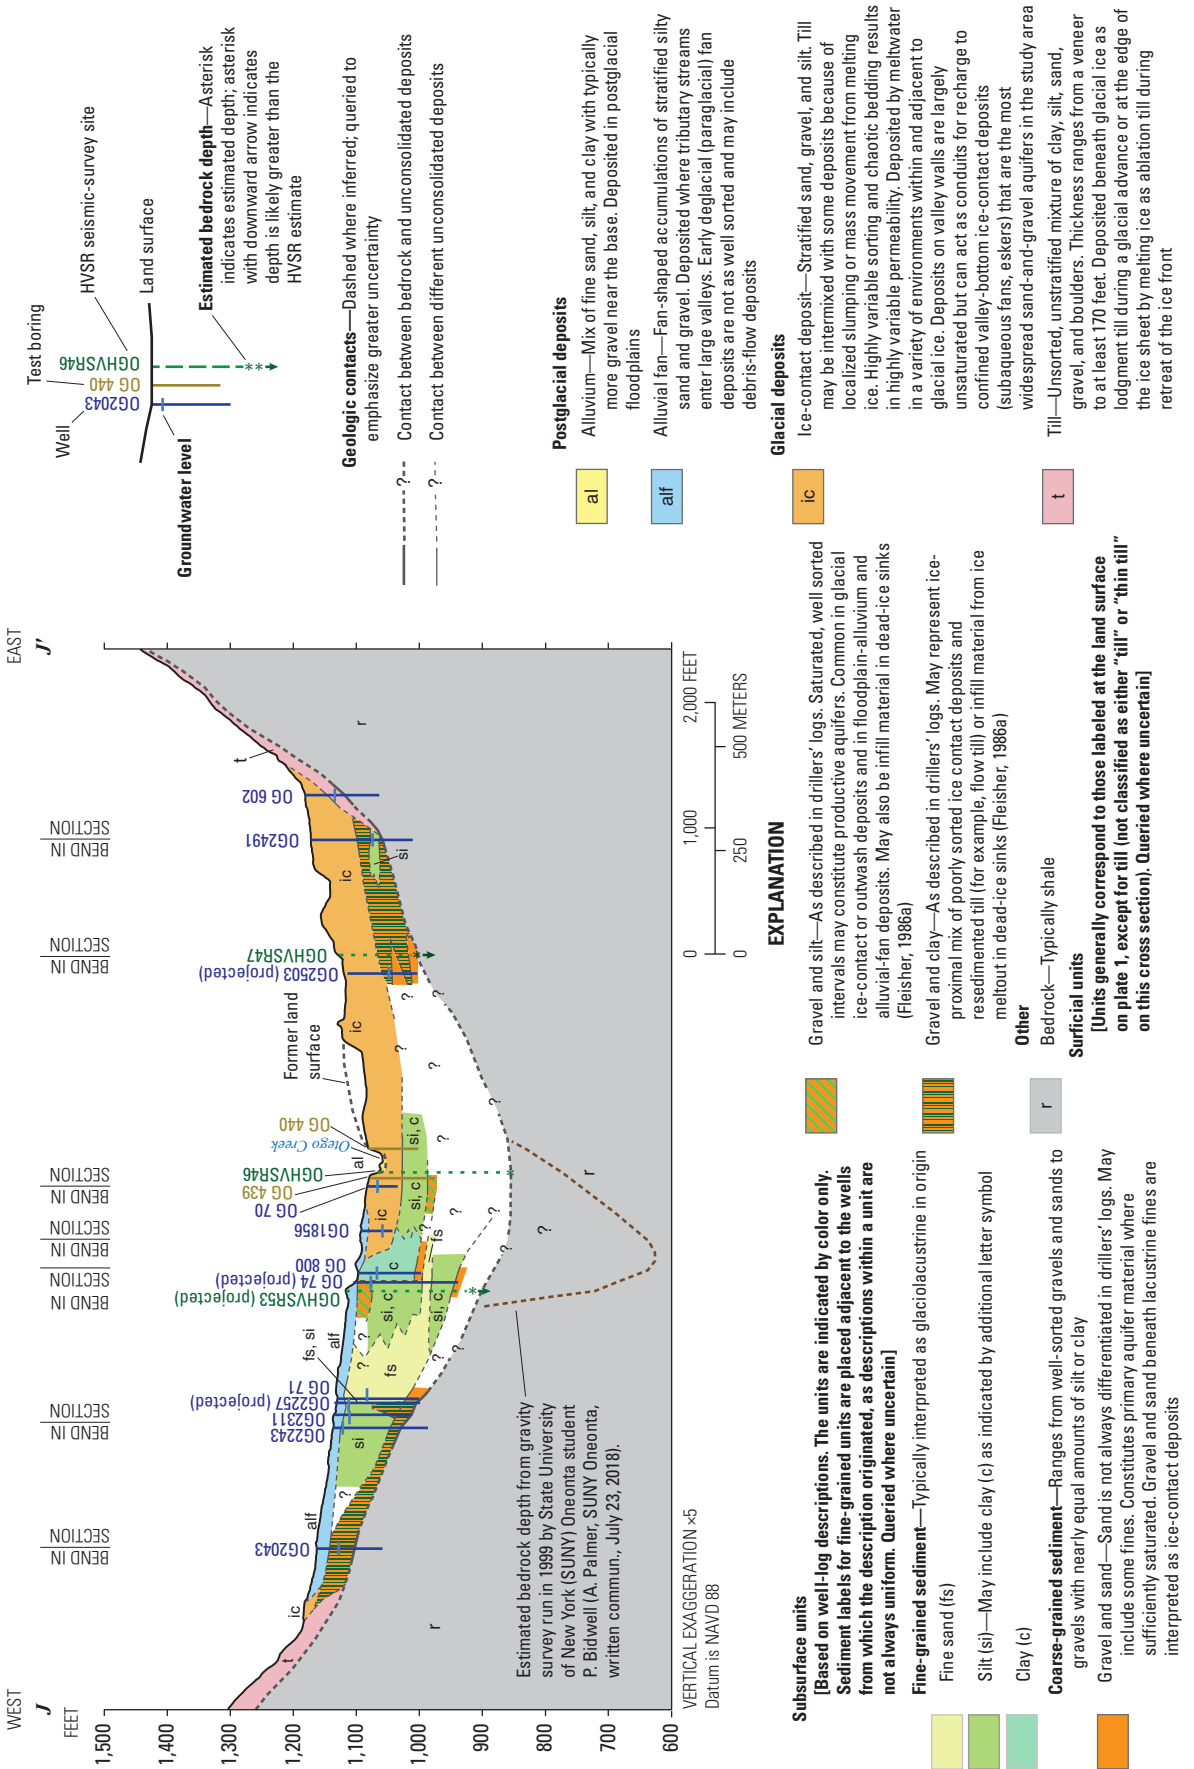 WEST
EAST
J
J'
FEET
BEND IN
SECTION
BEND IN
SECTION
BEND IN
SECTION
BEND IN
SECTION
BEND IN
SECTION
BEND IN
SECTION
BEND IN
SECTION
1,500
1,400
1,300
1,200
1,100
1,000
900
800
700
600
OG2043
OG2243
OG2311
OG2257 (projected)
OG 71
OGHVSR53 (projected)
OG 74 (projected)
OG 800
OG1856
OG 70
OG 439
OGHVSR46
Otego Creek
OG 440
OG2503 (projected)
OGHVSR47
OG2491
OG 602
Former land
surface
t
ic
alf
?
si
fs, si
alf
?
fs
?
?
?
si, c
si, c
c
fs
ic
?
?
?
?
al
si, c
si, c
?
?
?
?
ic
?
?
?
ic
si
t
r
r
r
?
Estimated bedrock depth from gravity
survey run in 1999 by State University
of New York (SUNY) Oneonta student
P. Bidwell (A. Palmer, SUNY Oneonta,
written commun., July 23, 2018).
VERTICAL EXAGGERATION ×5
Datum is NAVD 88
0
1,000
2,000 FEET
0
250
500 METERS
Well
Test boring
OG2043
OG 440
OGHVSR46
HVSR seismic-survey site
Land surface
Groundwater level
Estimated bedrock depth—Asterisk
indicates estimated depth; asterisk
with downward arrow indicates
depth is likely greater than the
HVSR estimate
Geologic contacts—Dashed where inferred; queried to
emphasize greater uncertainty
? Contact between bedrock and unconsolidated deposits
? Contact between different unconsolidated deposits
EXPLANATION
Subsurface units
[Based on well-log descriptions. The units are indicated by color only.
Sediment labels for fine-grained units are placed adjacent to the wells
from which the description originated, as descriptions within a unit are
not always uniform. Queried where uncertain]
Fine-grained sediment—Typically interpreted as glaciolacustrine in origin
Fine sand (fs)
Silt (si)—May include clay (c) as indicated by additional letter symbol
Clay (c)
Coarse-grained sediment—Ranges from well-sorted gravels and sands to
gravels with nearly equal amounts of silt or clay
Gravel and sand—Sand is not always differentiated in drillers' logs. May
include some fines. Constitutes primary aquifer material where
sufficiently saturated. Gravel and sand beneath lacustrine fines are
interpreted as ice-contact deposits
Gravel and silt—As described in drillers' logs. Saturated, well sorted
intervals may constitute productive aquifers. Common in glacial
ice-contact or outwash deposits and in floodplain-alluvium and
alluvial-fan deposits. May also be infill material in dead-ice sinks
(Fleisher, 1986a)
Gravel and clay—As described in drillers' logs. May represent ice-
proximal mix of poorly sorted ice contact deposits and
resedimented till (for example, flow till) or infill material from ice
meltout in dead-ice sinks (Fleisher, 1986a)
Other
r Bedrock—Typically shale
Surficial units
[Units generally correspond to those labeled at the land surface
on plate 1, except for till (not classified as either "till" or "thin till"
on this cross section). Queried where uncertain]
Postglacial deposits
al Alluvium—Mix of fine sand, silt, and clay with typically
more gravel near the base. Deposited in postglacial
floodplains
alf Alluvial fan—Fan-shaped accumulations of stratified silty
sand and gravel. Deposited where tributary streams
enter large valleys. Early deglacial (paraglacial) fan
deposits are not as well sorted and may include
debris-flow deposits
Glacial deposits
ic Ice-contact deposit—Stratified sand, gravel, and silt. Till
may be intermixed with some deposits because of
localized slumping or mass movement from melting
ice. Highly variable sorting and chaotic bedding results
in highly variable permeability. Deposited by meltwater
in a variety of environments within and adjacent to
glacial ice. Deposits on valley walls are largely
unsaturated but can act as conduits for recharge to
confined valley-bottom ice-contact deposits
(subaqueous fans, eskers) that are the most
widespread sand-and-gravel aquifers in the study area
t Till—Unsorted, unstratified mixture of clay, silt, sand,
gravel, and boulders. Thickness ranges from a veneer
to at least 170 feet. Deposited beneath glacial ice as
lodgment till during a glacial advance or at the edge of
the ice sheet by melting ice as ablation till during
retreat of the ice front